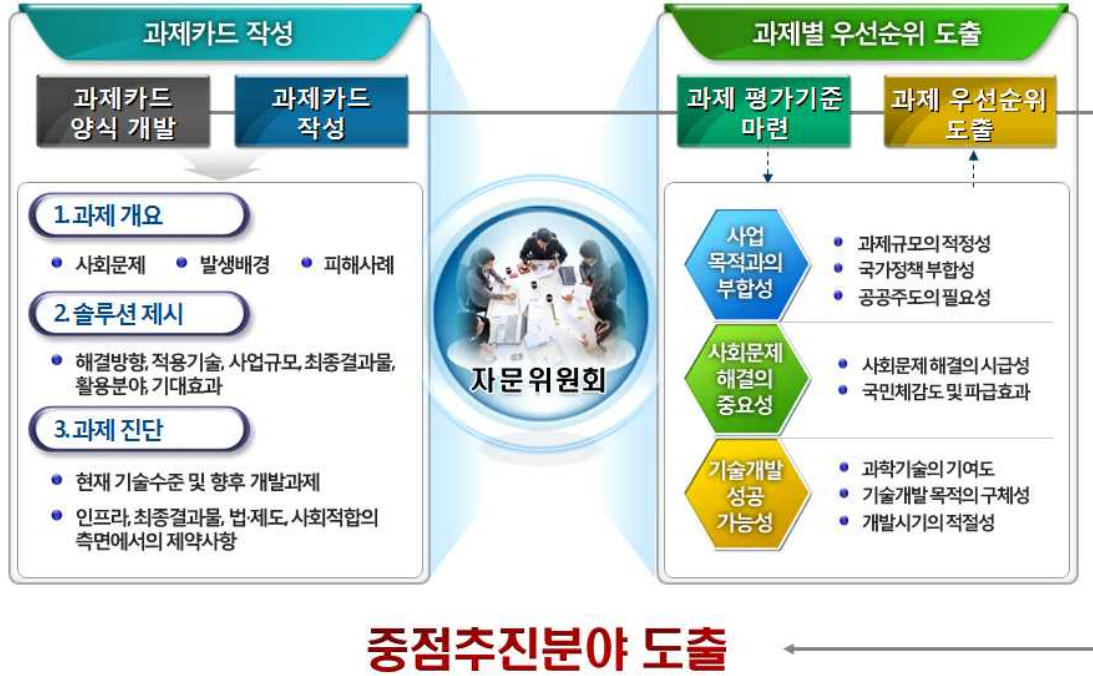 과제카드 작성
과제카드
양식 개발
과제카드
작성
1.과제 개요
사회문제
발생배경
피해사례
2.솔루션 제시
해결방향, 적용기술, 사업규모, 최종결과물,
활용분야, 기대효과
3.과제 진단
현재 기술수준 및 향후 개발과제
인프라, 최종결과물, 법·제도, 사회적합의
측면에서의 제약사항
자문위원회
과제별 우선순위 도출
과제 평가기준
마련
과제 우선순위
도출
사업
목적과의
부합성
과제규모의 적정성
국가정책 부합성
공공주도의 필요성
사회문제
해결의
중요성
사회문제 해결의 시급성
국민체감도 및 파급효과
기술개발
성공
가능성
과학기술의 기여도
기술개발 목적의 구체성
개발시기의 적절성
중점추진분야 도출